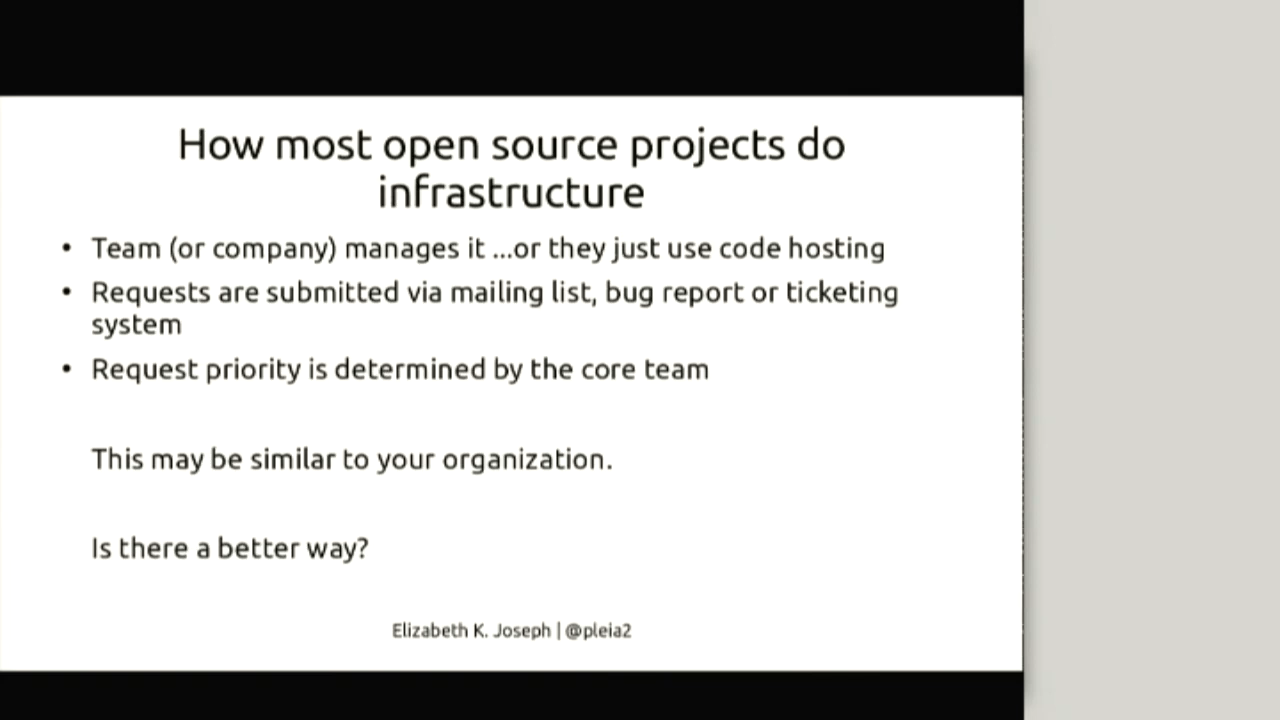 How most open source projects do
infrastructure
• Team (or company) manages it ...or they just use code hosting
• Requests are submitted via mailing list, bug report or ticketing
system
• Request priority is determined by the core team
This may be similar to your organization.
Is there a better way?
Elizabeth K. Joseph | @pleia2